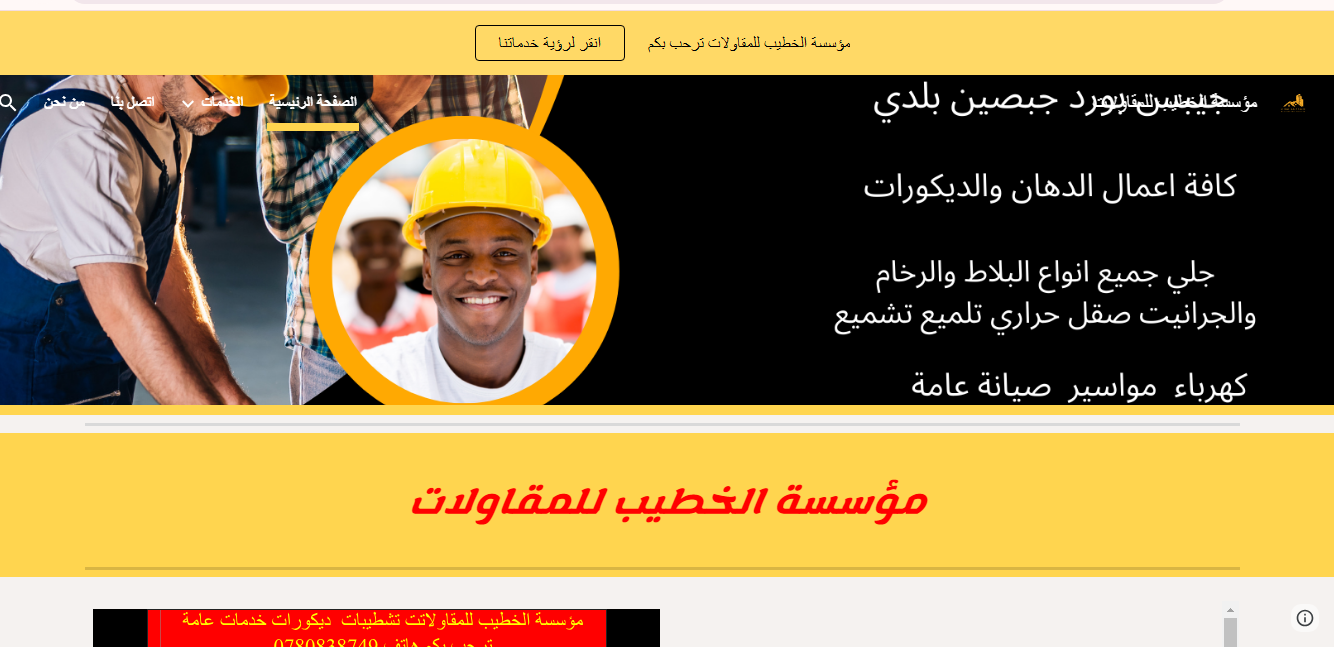 مؤسسة الخطيب للمقاولات ترحب بكم
انقر لرؤية خدماتنا
مؤسسة الخطيب للمقاولات
الصفحة الرئيسية
الخدمات
اتصل بنا
من نحن
جيبسن بورد جبصين بلدي
كافة اعمال الدهان والديكورات
جلي جميع انواع البلاط والرخام
والجرانيت صقل حراري تلميع تشميع
كهرباء مواسير صيانة عامة
مؤسسة الخطيب للمقاولات
مؤسسة الخطيب للمقاولاتت تشطيبات ديكورات خدمات عامة
ترحب بكم هاتف 0780838749